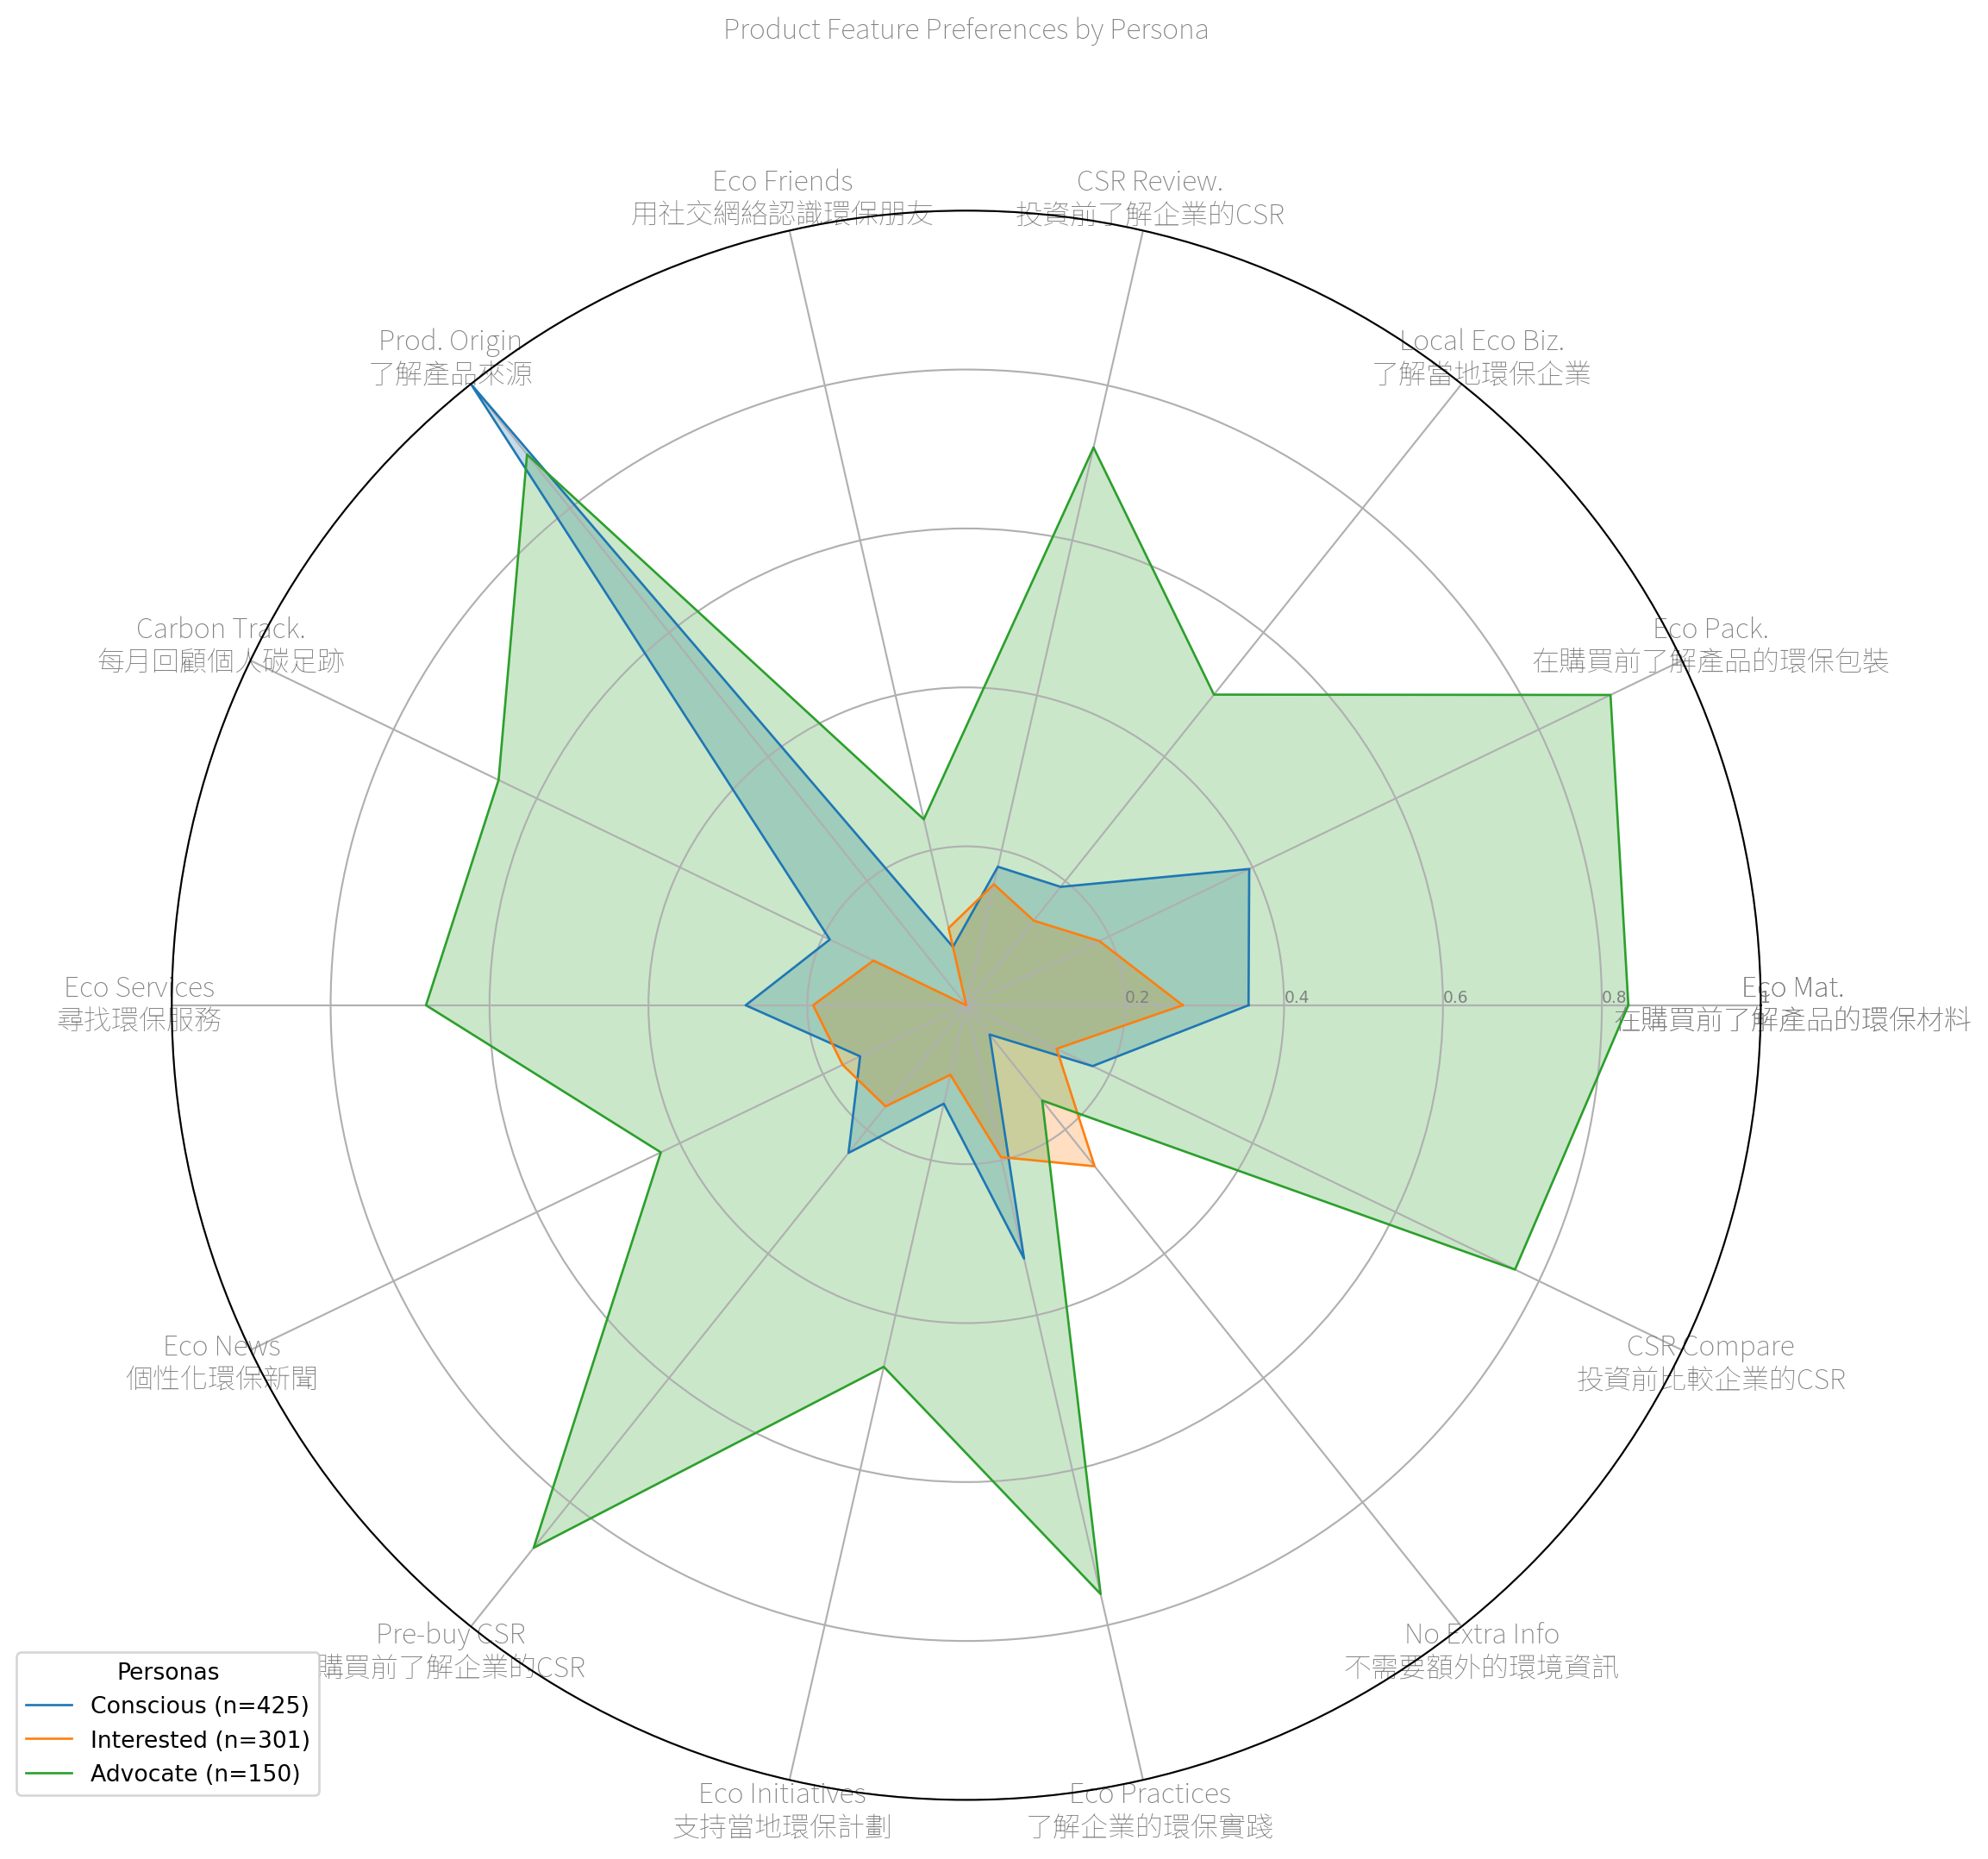 Product Feature Preferences by Persona
Eco Friends
用社交網絡認識環保朋友
CSR Review.
投資前了解企業的CSR
Prod. Origin
了解產品來源
Local Eco Biz.
了解當地環保企業
Carbon Track.
每月回顧個人碳足跡
Eco Pack.
在購買前了解產品的環保包裝
Eco Services
尋找環保服務
0.2
0.4
0.6
0.8
1
Eco Mat.
在購買前了解產品的環保材料
Eco News
個性化環保新聞
CSR Compare
投資前比較企業的CSR
Pre-buy CSR
購買前了解企業的CSR
No Extra Info
不需要額外的環境資訊
Eco Initiatives
支持當地環保計劃
Eco Practices
了解企業的環保實踐
Personas
Conscious (n=425)
Interested (n=301)
Advocate (n=150)